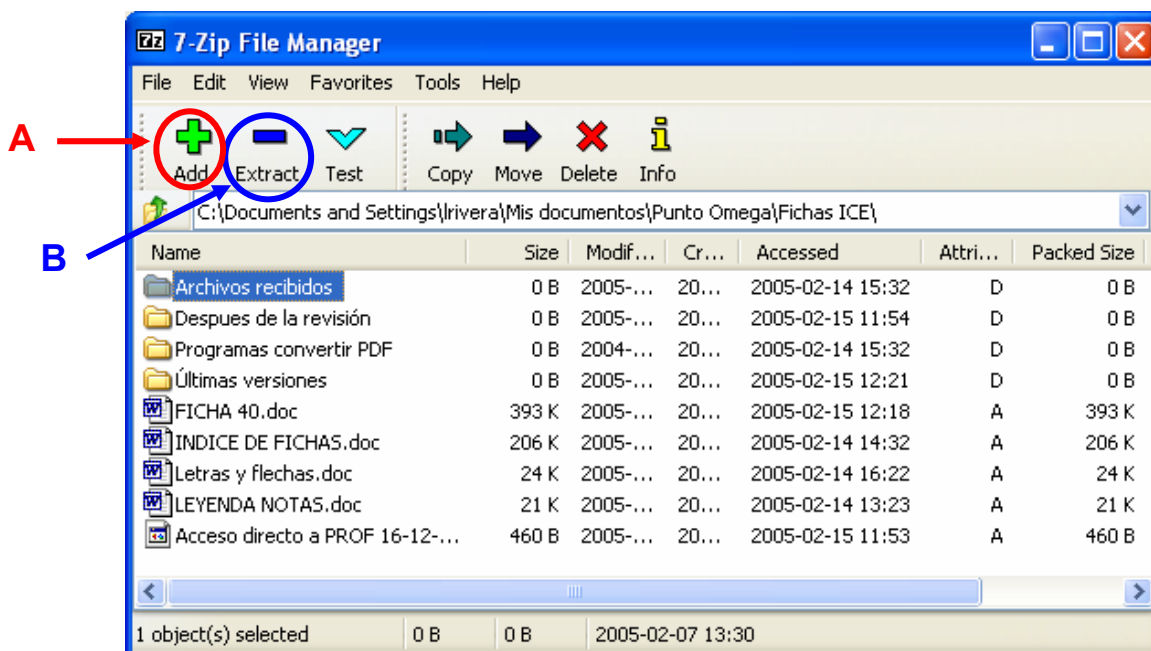 7-Zip File Manager
File Edit View Favorites Tools Help
A
Add Extract Test Copy Move Delete Info
C:\Documents and Settings\lrivera\Mis documentos\Punto Omega\Fichas ICE\
B
Name Size Modif... Cr... Accessed Attri... Packed Size
Archivos recibidos 0 B 2005-... 20... 2005-02-14 15:32 D 0 B
Despues de la revisión 0 B 2005-... 20... 2005-02-15 11:54 D 0 B
Programas convertir PDF 0 B 2004-... 20... 2005-02-14 15:32 D 0 B
Últimas versiones 0 B 2005-... 20... 2005-02-15 12:21 D 0 B
FICHA 40.doc 393 K 2005-... 20... 2005-02-15 12:18 A 393 K
INDICE DE FICHAS.doc 206 K 2005-... 20... 2005-02-14 14:32 A 206 K
Letras y flechas.doc 24 K 2005-... 20... 2005-02-14 16:22 A 24 K
LEYENDA NOTAS.doc 21 K 2005-... 20... 2005-02-14 13:23 A 21 K
Acceso directo a PROF 16-12-... 460 B 2005-... 20... 2005-02-15 11:53 A 460 B
1 object(s) selected 0 B 0 B 2005-02-07 13:30